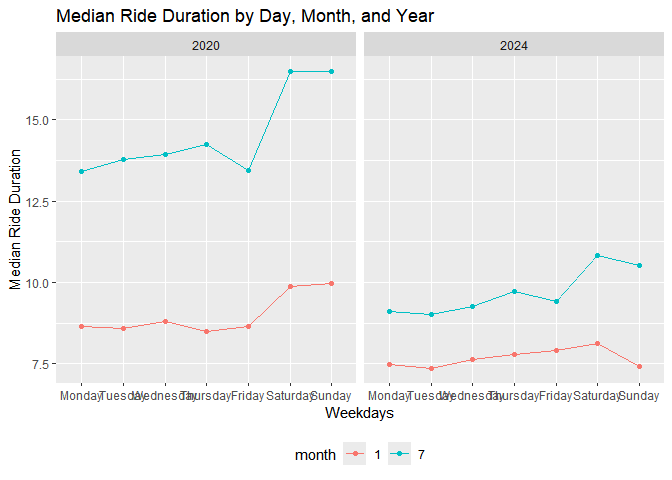 Median Ride Duration by Day, Month, and Year
2020 2024
15.0
12.5
10.0
7.5
Median Ride Duration
Monday Tuesday Wednesday Thursday Friday Saturday Sunday Monday Tuesday Wednesday Thursday Friday Saturday Sunday
Weekdays
month 1 7